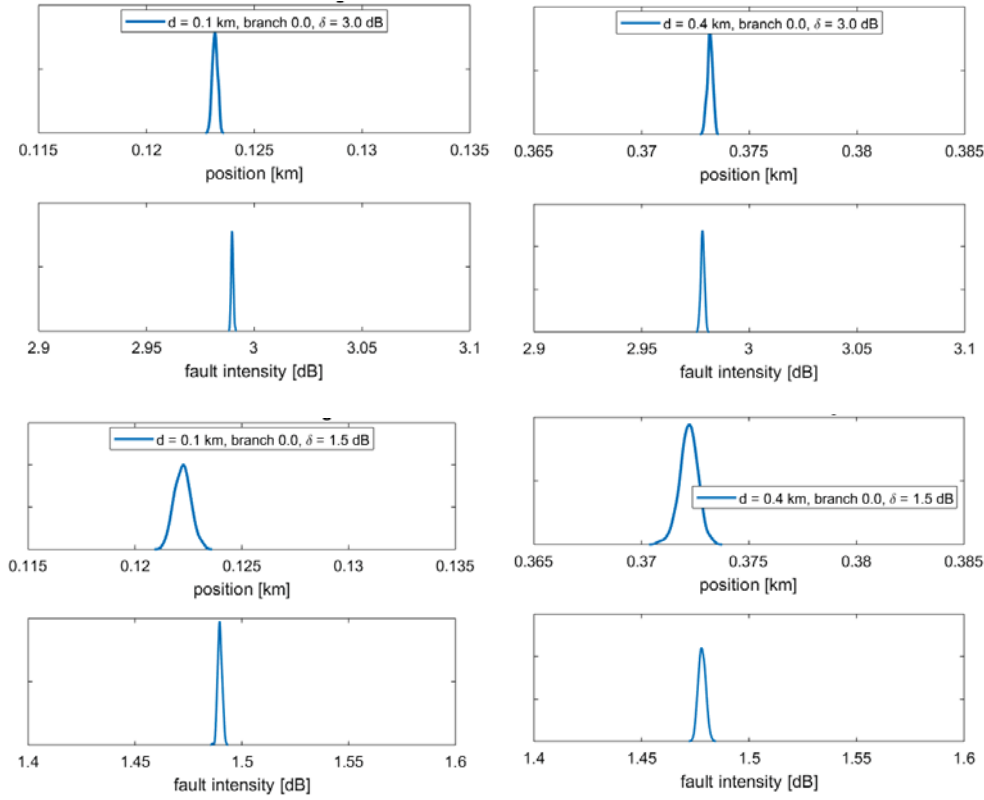 d = 0.1 km, branch 0.0, δ = 3.0 dB
0.115 0.12 0.125 0.13 0.135
position [km]
d = 0.4 km, branch 0.0, δ = 3.0 dB
0.365 0.37 0.375 0.38 0.385
position [km]
2.9 2.95 3 3.05 3.1
fault intensity [dB]
2.9 2.95 3 3.05 3.1
fault intensity [dB]
d = 0.1 km, branch 0.0, δ = 1.5 dB
0.115 0.12 0.125 0.13 0.135
position [km]
d = 0.4 km, branch 0.0, δ = 1.5 dB
0.365 0.37 0.375 0.38 0.385
position [km]
1.4 1.45 1.5 1.55 1.6
fault intensity [dB]
1.4 1.45 1.5 1.55 1.6
fault intensity [dB]